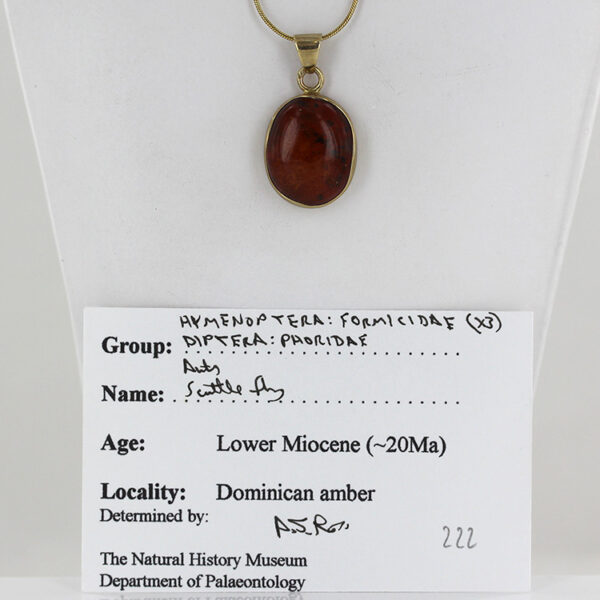 HYMENOPTERA: FORMICIDAE (x3)
Group: DIPTERA: PHORIDAE
Ants
Name: Scuttle fly
Age: Lower Miocene (~20Ma)
Locality: Dominican amber
Determined by: A.J. Ross
222
The Natural History Museum
Department of Palaeontology